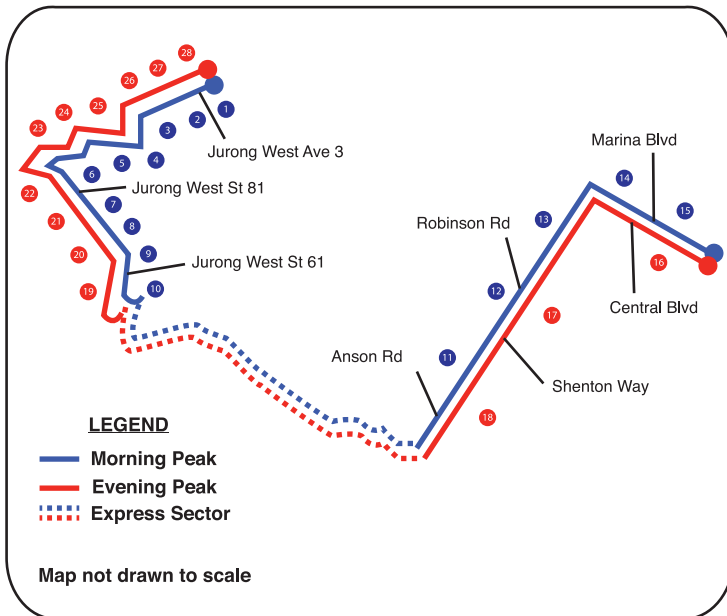 28
27
26
25
24
23
1
2
3
4
5
6
Jurong West Ave 3
Marina Blvd
14
15
22
Jurong West St 81
7
21
8
13
Robinson Rd
20
9
Jurong West St 61
16
19
10
12
Central Blvd
17
Anson Rd
11
Shenton Way
18
LEGEND
Morning Peak
Evening Peak
Express Sector
Map not drawn to scale